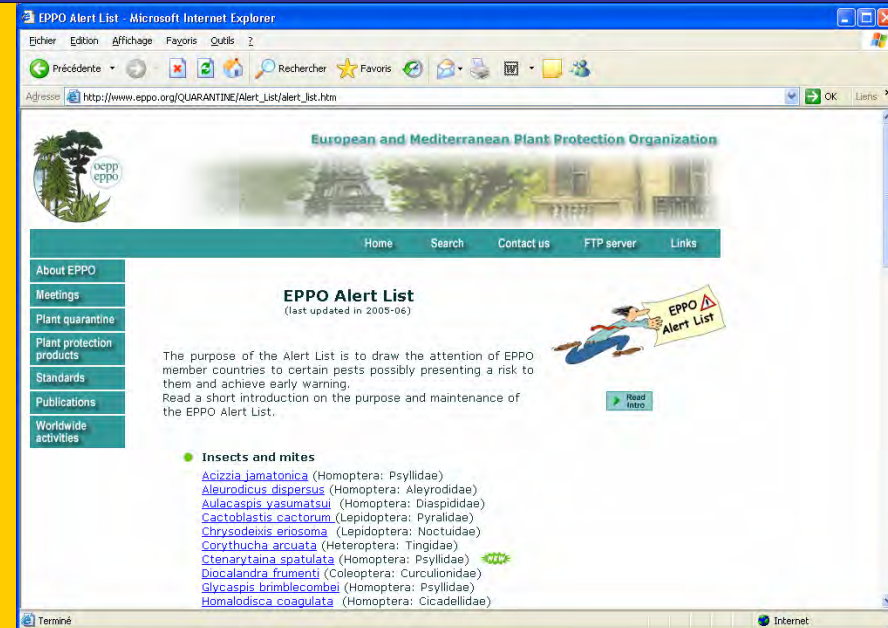 EPPO Alert List - Microsoft Internet Explorer
Fichier Edition Affichage Favoris Outils ?
Précédente Rechercher Favoris
Adresse http://www.eppo.org/QUARANTINE/Alert_List/alert_list.htm OK Liens
European and Mediterranean Plant Protection Organization
oepp
eppo
Home Search Contact us FTP server Links
About EPPO
Meetings
Plant quarantine
Plant protection
products
Standards
Publications
Worldwide
activities
EPPO Alert List
(last updated in 2005-06)
EPPO
Alert List
The purpose of the Alert List is to draw the attention of EPPO
member countries to certain pests possibly presenting a risk to
them and achieve early warning.
Read a short introduction on the purpose and maintenance of
the EPPO Alert List.
Read
Intro
Insects and mites
Acizzia jamatonica (Homoptera: Psyllidae)
Aleurodicus dispersus (Homoptera: Aleyrodidae)
Aulacaspis yasumatsui (Homoptera: Diaspididae)
Cactoblastis cactorum (Lepidoptera: Pyralidae)
Chrysodeixis eriosoma (Lepidoptera: Noctuidae)
Corythucha arcuata (Heteroptera: Tingidae)
Ctenarytaina spatulata (Homoptera: Psyllidae)
Diocalandra frumenti (Coleoptera: Curculionidae)
Glycaspis brimblecombei (Homoptera: Psyllidae)
Homalodisca coagulata (Homoptera: Cicadellidae)
Terminé Internet